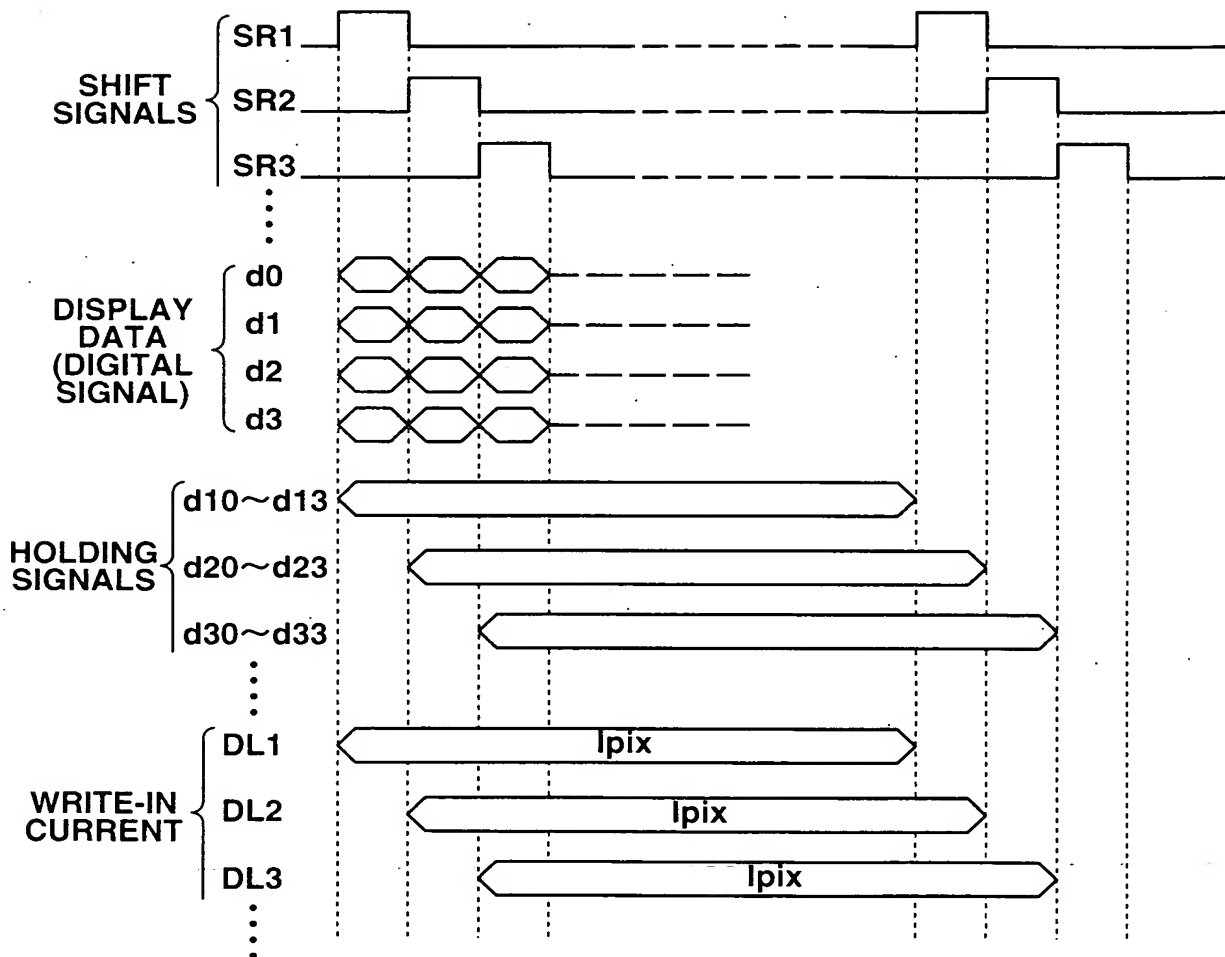 SR1
SHIFT
SIGNALS
SR2
SR3
d0
DISPLAY
DATA
(DIGITAL
SIGNAL)
d1
d2
d3
d10～d13
HOLDING
SIGNALS
d20～d23
d30～d33
DL1
Ipix
WRITE-IN
CURRENT
DL2
Ipix
DL3
Ipix